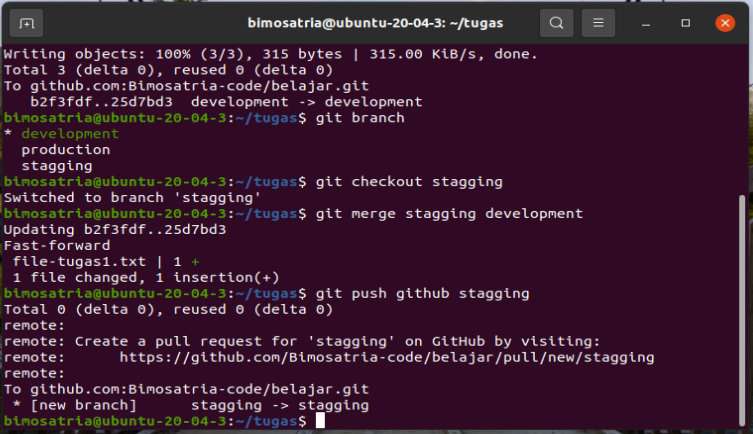 bimosatria@ubuntu-20-04-3: ~/tugas
Writing objects: 100% (3/3), 315 bytes | 315.00 KiB/s, done.
Total 3 (delta 0), reused 0 (delta 0)
To github.com:Bimosatria-code/belajar.git
   b2f3fdf..25d7bd3  development -> development
bimosatria@ubuntu-20-04-3:~/tugas$ git branch
* development
  production
  stagging
bimosatria@ubuntu-20-04-3:~/tugas$ git checkout stagging
Switched to branch 'stagging'
bimosatria@ubuntu-20-04-3:~/tugas$ git merge stagging development
Updating b2f3fdf..25d7bd3
Fast-forward
 file-tugas1.txt | 1 +
 1 file changed, 1 insertion(+)
bimosatria@ubuntu-20-04-3:~/tugas$ git push github stagging
Total 0 (delta 0), reused 0 (delta 0)
remote:
remote: Create a pull request for 'stagging' on GitHub by visiting:
remote:      https://github.com/Bimosatria-code/belajar/pull/new/stagging
remote:
To github.com:Bimosatria-code/belajar.git
 * [new branch]      stagging -> stagging
bimosatria@ubuntu-20-04-3:~/tugas$